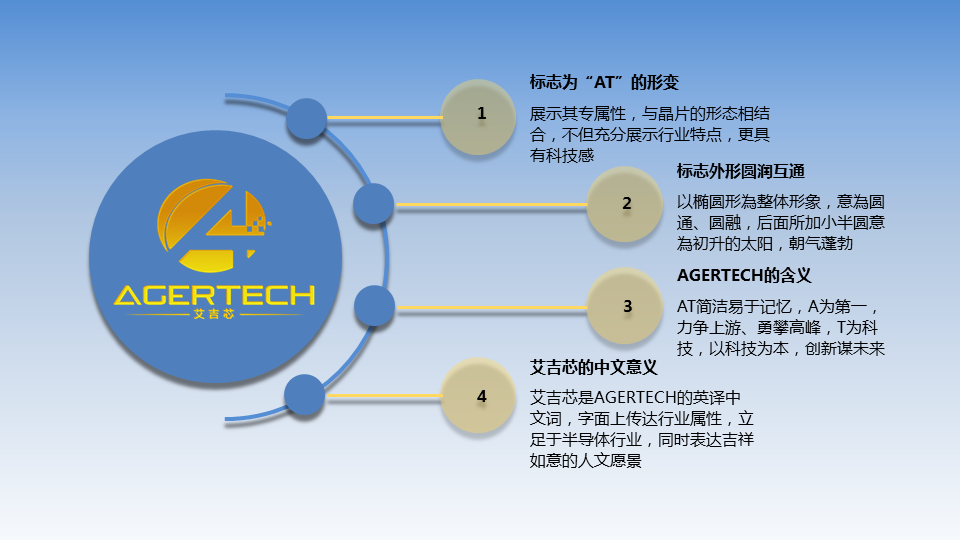 AGERTECH
艾吉芯
1
标志为“AT”的形变
展示其专属性，与晶片的形态相结
合，不但充分展示行业特点，更具
有科技感
2
标志外形圆润互通
以椭圆形為整体形象，意為圆
通、圆融，后面所加小半圆意
為初升的太阳，朝气蓬勃
3
AGERTECH的含义
AT简洁易于记忆，A为第一，
力争上游、勇攀高峰，T为科
技，以科技为本，创新谋未来
4
艾吉芯的中文意义
艾吉芯是AGERTECH的英译中
文词，字面上传达行业属性，立
足于半导体行业，同时表达吉祥
如意的人文愿景